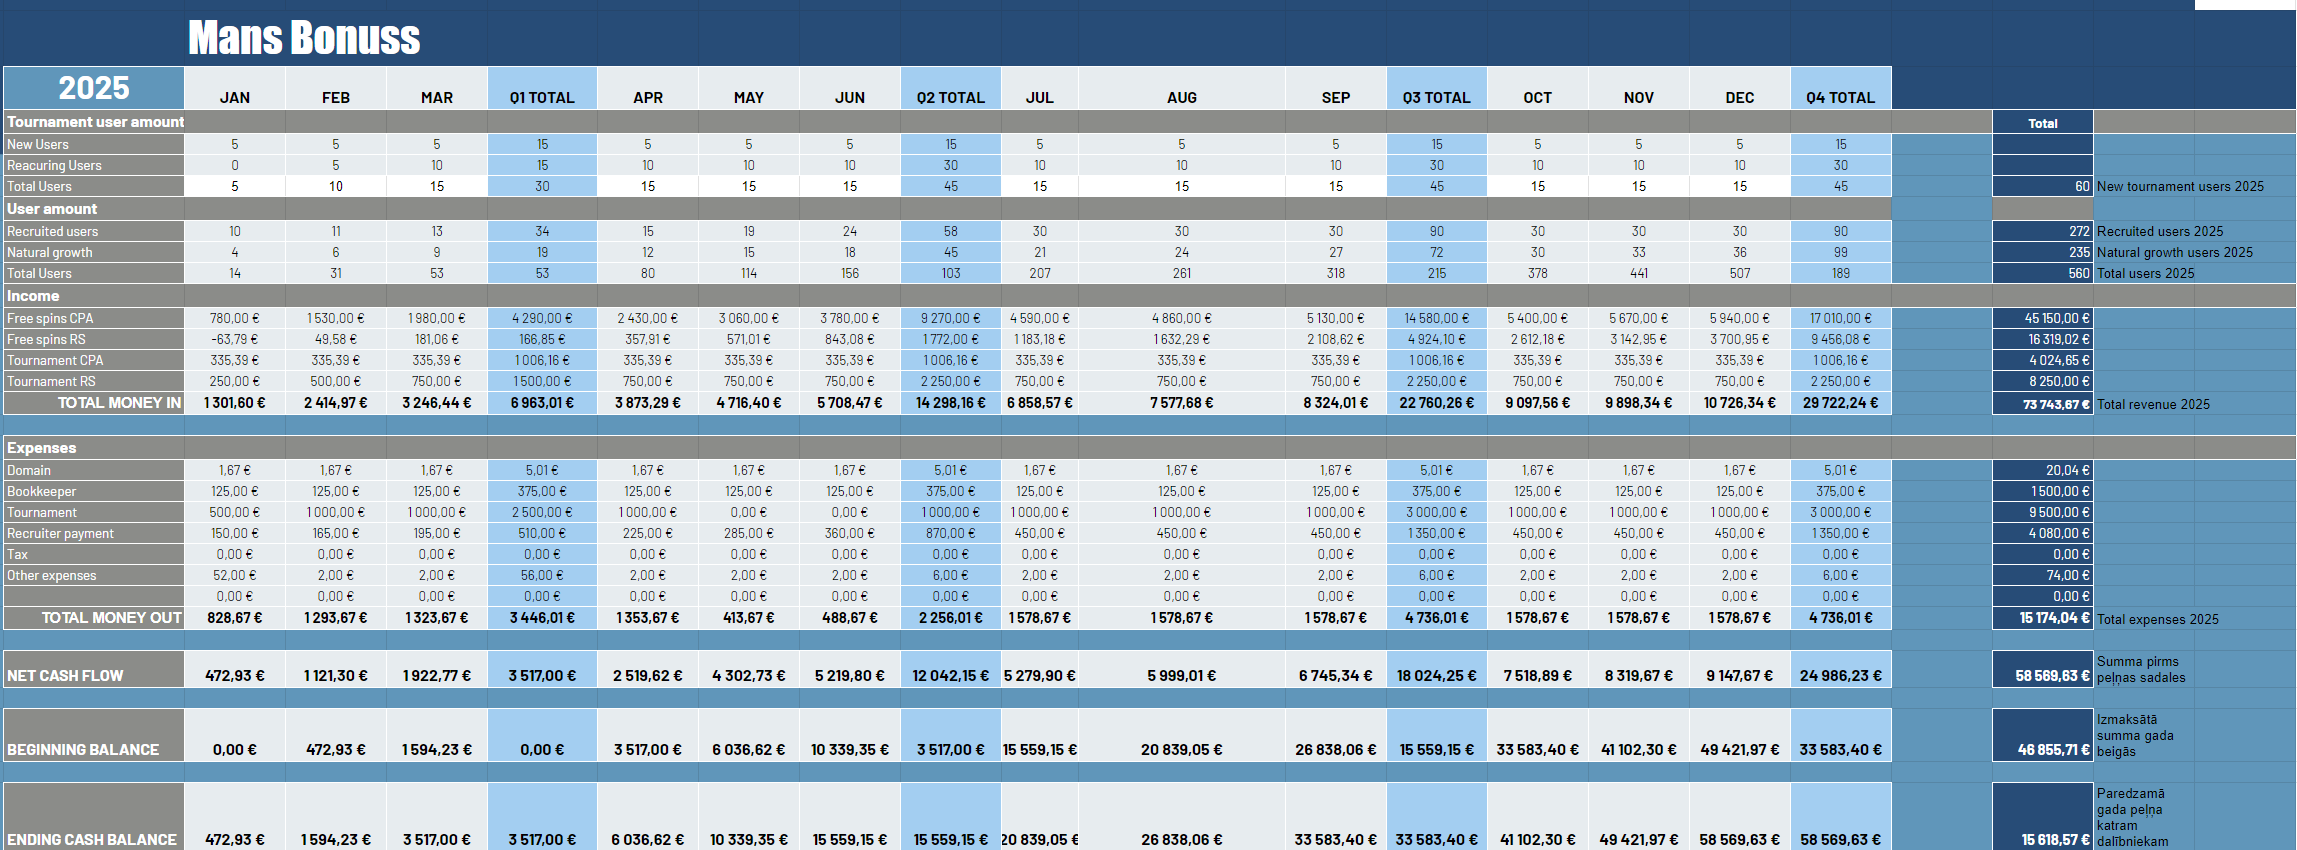 Mans Bonuss
2025 JAN FEB MAR Q1 TOTAL APR MAY JUN Q2 TOTAL JUL AUG SEP Q3 TOTAL OCT NOV DEC Q4 TOTAL
Tournament user amount Total
New Users 5 5 5 15 5 5 5 15 5 5 5 15 5 5 5 15
Reacuring Users 0 5 10 15 10 10 10 30 10 10 10 30 10 10 10 30
Total Users 5 10 15 30 15 15 15 45 15 15 15 45 15 15 15 45 60 New tournament users 2025
User amount
Recruited users 10 11 13 34 15 19 24 58 30 30 30 90 30 30 30 90 272 Recruited users 2025
Natural growth 4 6 9 19 12 15 18 45 21 24 27 72 30 33 36 99 235 Natural growth users 2025
Total Users 14 31 53 53 80 114 156 103 207 261 318 215 378 441 507 189 560 Total users 2025
Income
Free spins CPA 780,00 € 1 530,00 € 1 980,00 € 4 290,00 € 2 430,00 € 3 060,00 € 3 780,00 € 9 270,00 € 4 590,00 € 4 860,00 € 5 130,00 € 14 580,00 € 5 400,00 € 5 670,00 € 5 940,00 € 17 010,00 € 45 150,00 €
Free spins RS -63,79 € 49,58 € 181,06 € 166,85 € 357,91 € 571,01 € 843,08 € 1 772,00 € 1 183,18 € 1 632,29 € 2 108,62 € 4 924,10 € 2 612,18 € 3 142,95 € 3 700,95 € 9 456,08 € 16 319,02 €
Tournament CPA 335,39 € 335,39 € 335,39 € 1 006,16 € 335,39 € 335,39 € 335,39 € 1 006,16 € 335,39 € 335,39 € 335,39 € 1 006,16 € 335,39 € 335,39 € 335,39 € 1 006,16 € 4 024,65 €
Tournament RS 250,00 € 500,00 € 750,00 € 1 500,00 € 750,00 € 750,00 € 750,00 € 2 250,00 € 750,00 € 750,00 € 750,00 € 2 250,00 € 750,00 € 750,00 € 750,00 € 2 250,00 € 8 250,00 €
TOTAL MONEY IN 1 301,60 € 2 414,97 € 3 246,44 € 6 963,01 € 3 873,29 € 4 716,40 € 5 708,47 € 14 298,16 € 6 858,57 € 7 577,68 € 8 324,01 € 22 760,26 € 9 097,56 € 9 898,34 € 10 726,34 € 29 722,24 € 73 743,67 € Total revenue 2025
Expenses
Domain 1,67 € 1,67 € 1,67 € 5,01 € 1,67 € 1,67 € 1,67 € 5,01 € 1,67 € 1,67 € 1,67 € 5,01 € 1,67 € 1,67 € 1,67 € 5,01 € 20,04 €
Bookkeeper 125,00 € 125,00 € 125,00 € 375,00 € 125,00 € 125,00 € 125,00 € 375,00 € 125,00 € 125,00 € 125,00 € 375,00 € 125,00 € 125,00 € 125,00 € 375,00 € 1 500,00 €
Tournament 500,00 € 1 000,00 € 1 000,00 € 2 500,00 € 1 000,00 € 0,00 € 0,00 € 1 000,00 € 1 000,00 € 1 000,00 € 1 000,00 € 3 000,00 € 1 000,00 € 1 000,00 € 1 000,00 € 3 000,00 € 9 500,00 €
Recruiter payment 150,00 € 165,00 € 195,00 € 510,00 € 225,00 € 285,00 € 360,00 € 870,00 € 450,00 € 450,00 € 450,00 € 1 350,00 € 450,00 € 450,00 € 450,00 € 1 350,00 € 4 080,00 €
Tax 0,00 € 0,00 € 0,00 € 0,00 € 0,00 € 0,00 € 0,00 € 0,00 € 0,00 € 0,00 € 0,00 € 0,00 € 0,00 € 0,00 € 0,00 € 0,00 € 0,00 €
Other expenses 52,00 € 2,00 € 2,00 € 56,00 € 2,00 € 2,00 € 2,00 € 6,00 € 2,00 € 2,00 € 2,00 € 6,00 € 2,00 € 2,00 € 2,00 € 6,00 € 74,00 €
0,00 € 0,00 € 0,00 € 0,00 € 0,00 € 0,00 € 0,00 € 0,00 € 0,00 € 0,00 € 0,00 € 0,00 € 0,00 € 0,00 € 0,00 € 0,00 € 0,00 €
TOTAL MONEY OUT 828,67 € 1 293,67 € 1 323,67 € 3 446,01 € 1 353,67 € 413,67 € 488,67 € 2 256,01 € 1 578,67 € 1 578,67 € 1 578,67 € 4 736,01 € 1 578,67 € 1 578,67 € 1 578,67 € 4 736,01 € 15 174,04 € Total expenses 2025
NET CASH FLOW 472,93 € 1 121,30 € 1 922,77 € 3 517,00 € 2 519,62 € 4 302,73 € 5 219,80 € 12 042,15 € 5 279,90 € 5 999,01 € 6 745,34 € 18 024,25 € 7 518,89 € 8 319,67 € 9 147,67 € 24 986,23 € 58 569,63 € Summa pirms
peļņas sadales
BEGINNING BALANCE 0,00 € 472,93 € 1 594,23 € 0,00 € 3 517,00 € 6 036,62 € 10 339,35 € 3 517,00 € 15 559,15 € 20 839,05 € 26 838,06 € 15 559,15 € 33 583,40 € 41 102,30 € 49 421,97 € 33 583,40 € 46 855,71 € Izmaksātā
summa gada
beigās
ENDING CASH BALANCE 472,93 € 1 594,23 € 3 517,00 € 3 517,00 € 6 036,62 € 10 339,35 € 15 559,15 € 15 559,15 € 20 839,05 € 26 838,06 € 33 583,40 € 33 583,40 € 41 102,30 € 49 421,97 € 58 569,63 € 58 569,63 € 15 618,57 € Paredzamā
gada peļņa
katram
dalībniekam